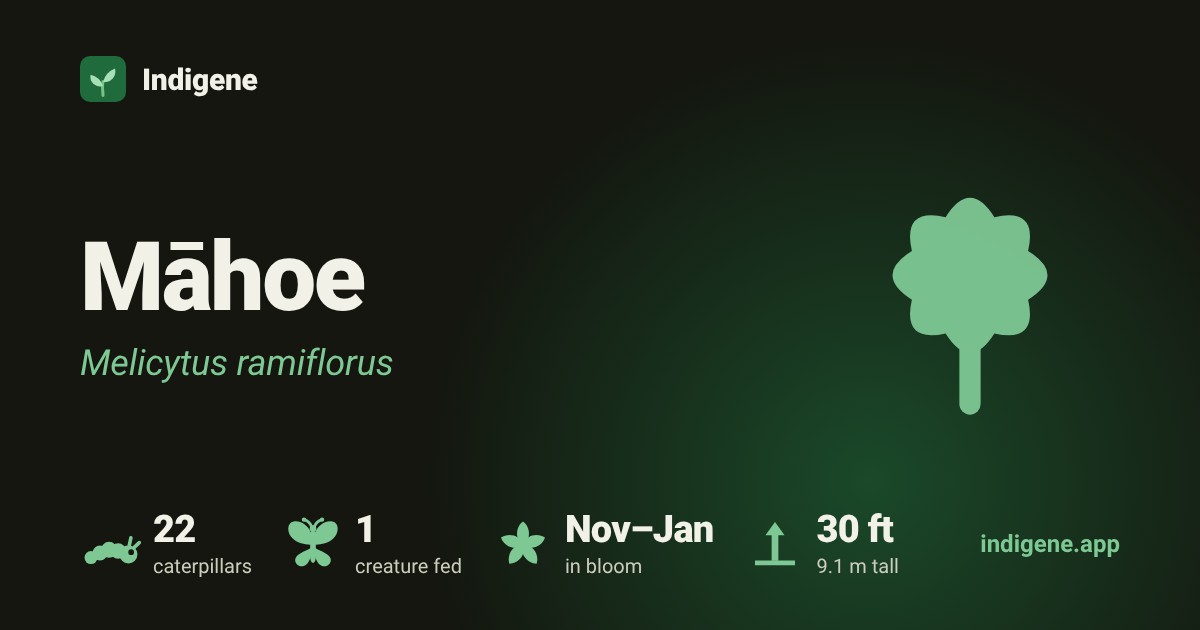 Indigene
Māhoe
Melicytus ramiflorus
22
caterpillars
1
creature fed
Nov–Jan
in bloom
30 ft
9.1 m tall
indigene.app